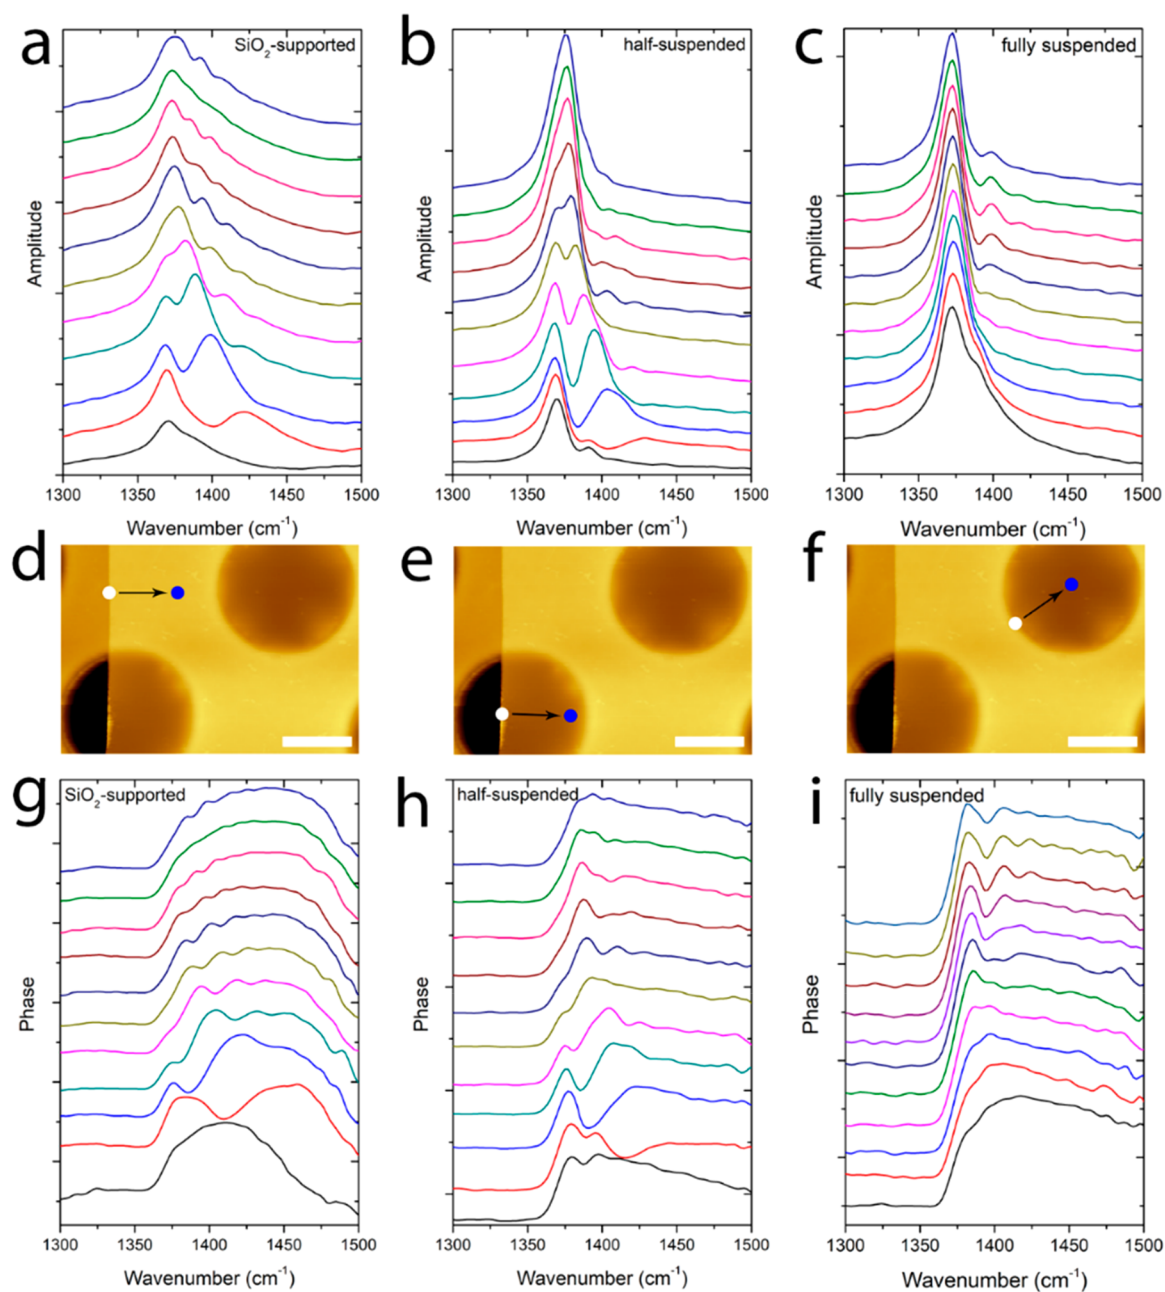 a
SiO2-supported
Amplitude
1300 1350 1400 1450 1500
Wavenumber (cm-1)
b
half-suspended
Amplitude
1300 1350 1400 1450 1500
Wavenumber (cm-1)
c
fully suspended
Amplitude
1300 1350 1400 1450 1500
Wavenumber (cm-1)
d
e
f
g
SiO2-supported
Phase
1300 1350 1400 1450 1500
Wavenumber (cm-1)
h
half-suspended
Phase
1300 1350 1400 1450 1500
Wavenumber (cm-1)
i
fully suspended
Phase
1300 1350 1400 1450 1500
Wavenumber (cm-1)